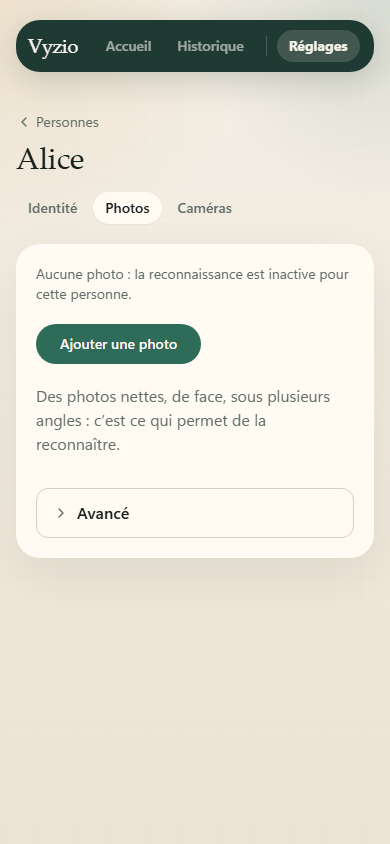 Vyzio Accueil Historique Réglages
Personnes
Alice
Identité Photos Caméras
Aucune photo : la reconnaissance est inactive pour
cette personne.
Ajouter une photo
Des photos nettes, de face, sous plusieurs
angles : c’est ce qui permet de la
reconnaître.
Avancé